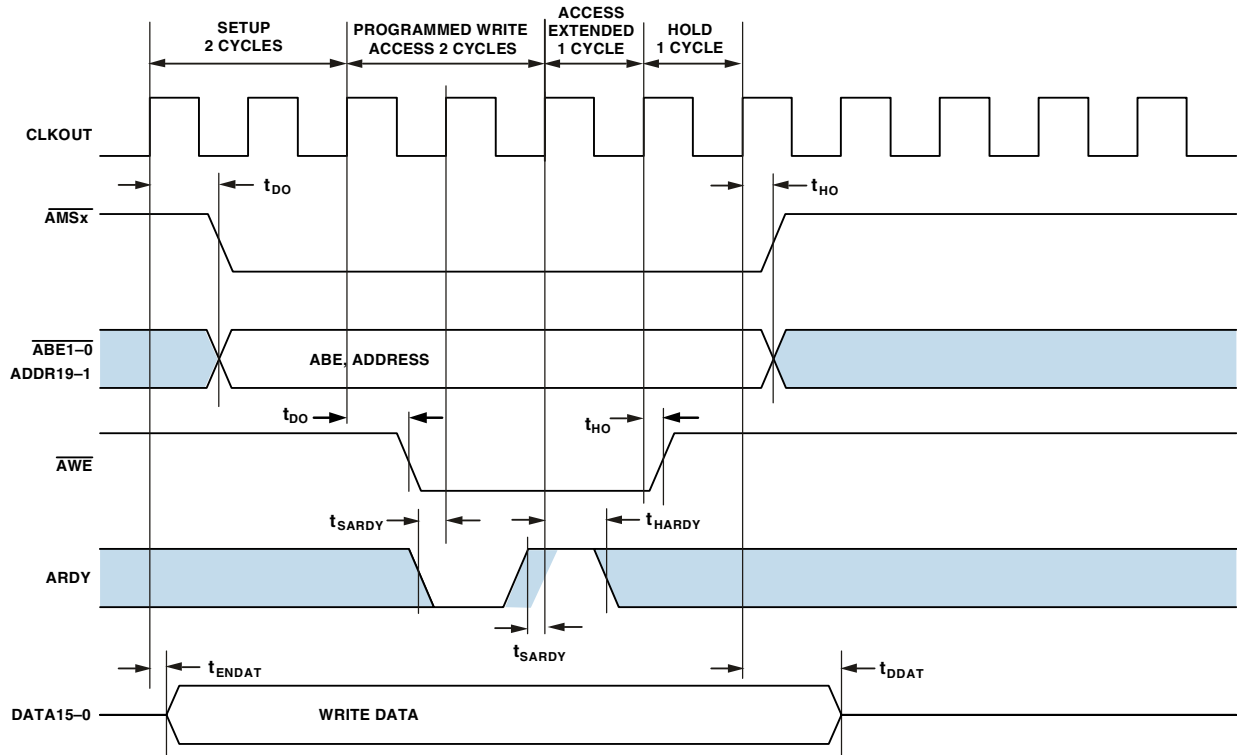 SETUP
2 CYCLES
PROGRAMMED WRITE
ACCESS 2 CYCLES
ACCESS
EXTENDED
1 CYCLE
HOLD
1 CYCLE
CLKOUT
tDO
tHO
AMSx
ABE1–0
ADDR19–1
ABE, ADDRESS
tDO
tHO
AWE
tSARDY
tHARDY
ARDY
tSARDY
tENDAT
tDDAT
DATA15–0
WRITE DATA